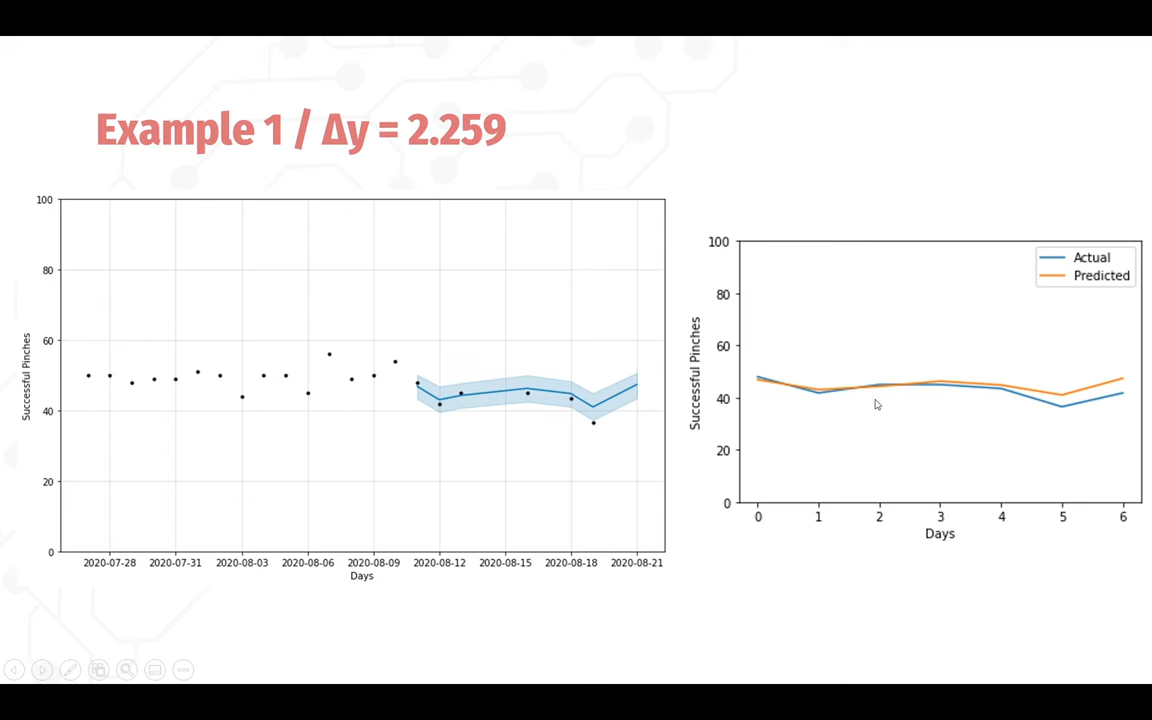 Example 1 / Δy = 2.259
100
80
60
40
20
0
Successful Pinches
2020-07-28 2020-07-31 2020-08-03 2020-08-06 2020-08-09 2020-08-12 2020-08-15 2020-08-18 2020-08-21
Days
100
80
60
40
20
0
Successful Pinches
Actual
Predicted
0 1 2 3 4 5 6
Days